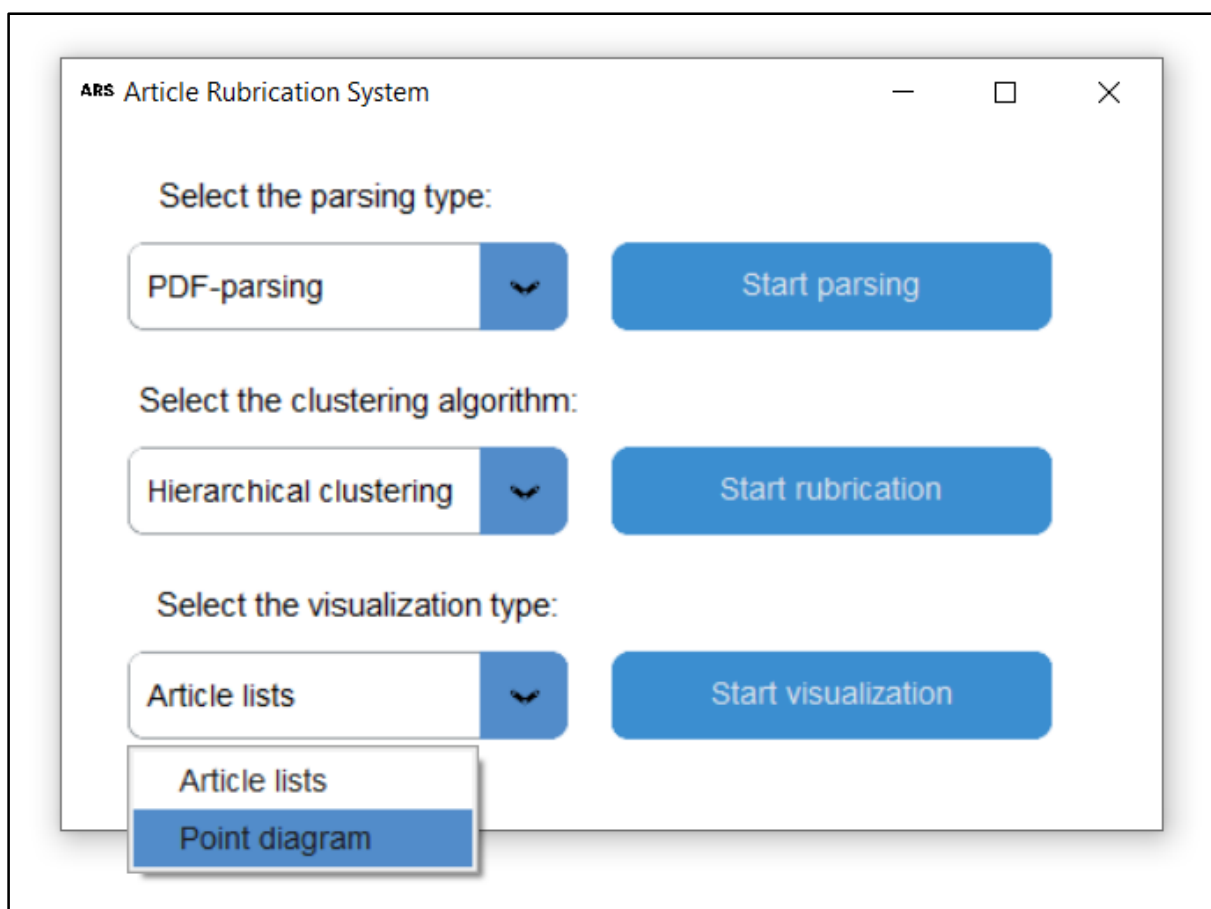 ARS Article Rubrication System
Select the parsing type:
PDF-parsing
Start parsing
Select the clustering algorithm:
Hierarchical clustering
Start rubrication
Select the visualization type:
Article lists
Start visualization
Article lists
Point diagram